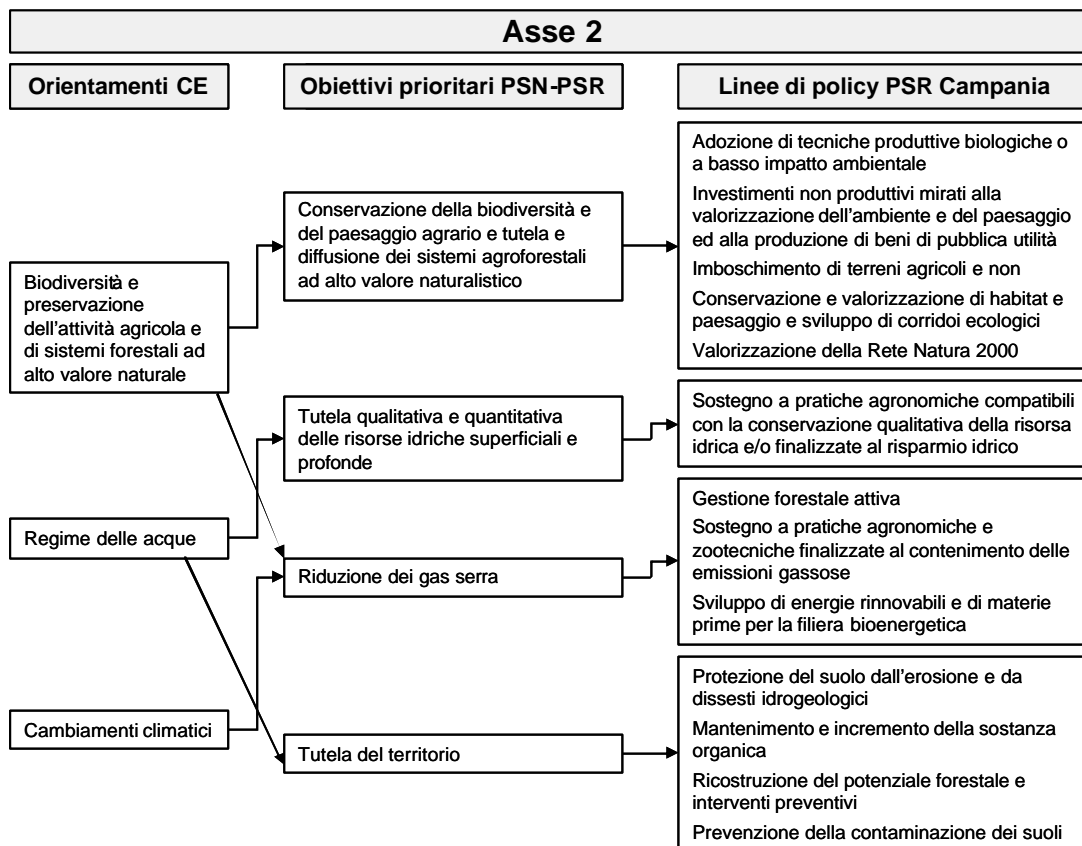 Asse 2
Orientamenti CE
Obiettivi prioritari PSN-PSR
Linee di policy PSR Campania
Biodiversità e
preservazione
dell'attività agricola e
di sistemi forestali ad
alto valore naturale
Regime delle acque
Cambiamenti climatici
Conservazione della biodiversità e
del paesaggio agrario e tutela e
diffusione dei sistemi agroforestali
ad alto valore naturalistico
Tutela qualitativa e quantitativa
delle risorse idriche superficiali e
profonde
Riduzione dei gas serra
Tutela del territorio
Adozione di tecniche produttive biologiche o
a basso impatto ambientale
Investimenti non produttivi mirati alla
valorizzazione dell'ambiente e del paesaggio
ed alla produzione di beni di pubblica utilità
Imboschimento di terreni agricoli e non
Conservazione e valorizzazione di habitat e
paesaggio e sviluppo di corridoi ecologici
Valorizzazione della Rete Natura 2000
Sostegno a pratiche agronomiche compatibili
con la conservazione qualitativa della risorsa
idrica e/o finalizzate al risparmio idrico
Gestione forestale attiva
Sostegno a pratiche agronomiche e
zootecniche finalizzate al contenimento delle
emissioni gassose
Sviluppo di energie rinnovabili e di materie
prime per la filiera bioenergetica
Protezione del suolo dall'erosione e da
dissesti idrogeologici
Mantenimento e incremento della sostanza
organica
Ricostruzione del potenziale forestale e
interventi preventivi
Prevenzione della contaminazione dei suoli